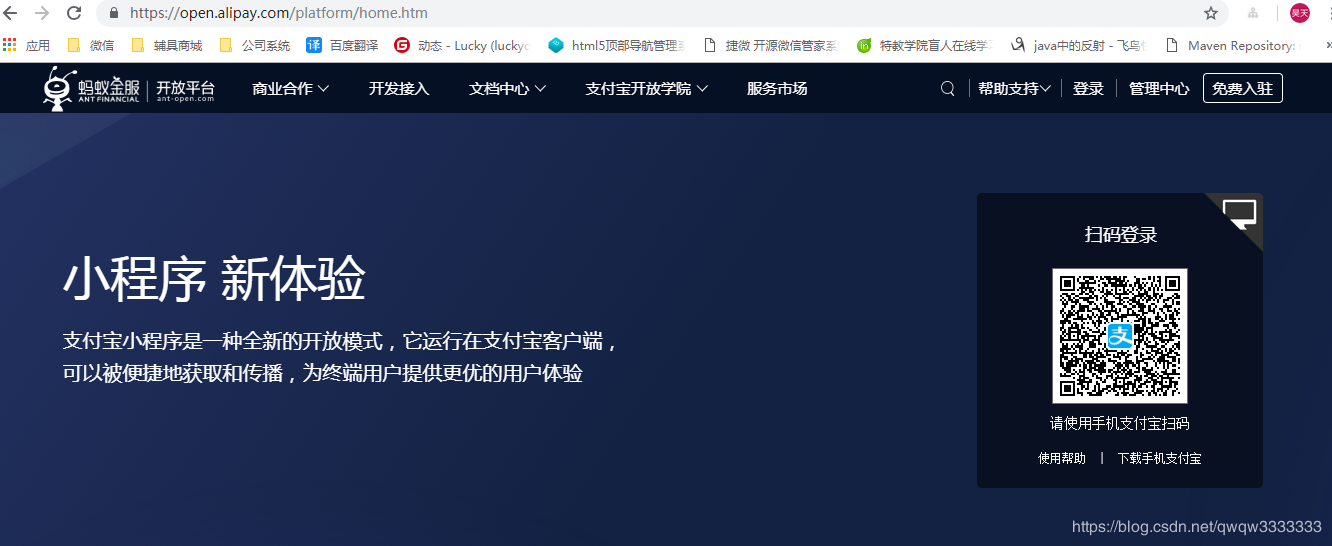 https://open.alipay.com/platform/home.htm
昊天
应用 微信 辅具商城 公司系统 译 百度翻译 动态 - Lucky (luckyc html5顶部导航管理 捷微 开源微信管家系 特教学院盲人在线学 java中的反射 - 飞鸟 Maven Repository:
蚂蚁金服 开放平台 商业合作 开发接入 文档中心 支付宝开放学院 服务市场 帮助支持 登录 管理中心 免费入驻
ANT FINANCIAL ant-open.com
扫码登录
小程序 新体验
支
支付宝小程序是一种全新的开放模式，它运行在支付宝客户端，
可以被便捷地获取和传播，为终端用户提供更优的用户体验
请使用手机支付宝扫码
使用帮助 | 下载手机支付宝
https://blog.csdn.net/qwqw3333333